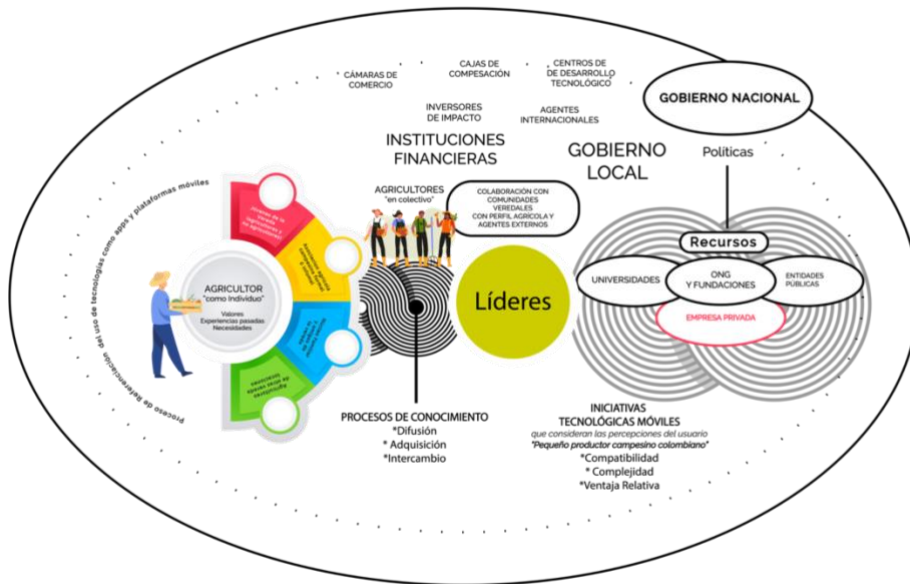 CÁMARAS DE
COMERCIO
CAJAS DE
COMPESACIÓN
CENTROS DE
DE DESARROLLO
TECNOLÓGICO
INVERSORES
DE IMPACTO
AGENTES
INTERNACIONALES
GOBIERNO NACIONAL
INSTITUCIONES
FINANCIERAS
GOBIERNO
LOCAL
Políticas
AGRICULTORES
"en colectivo"
COLABORACIÓN CON
COMUNIDADES
VEREDALES
CON PERFIL AGRÍCOLA Y
AGENTES EXTERNOS
Proceso de Referenciación del uso de tecnologías como apps y plataformas móviles
AGRICULTOR
"como Individuo"
Valores
Experiencias pasadas
Necesidades
Agricultores
de otras veredas
Líderes
Recursos
UNIVERSIDADES
ONG
Y FUNDACIONES
ENTIDADES
PÚBLICAS
EMPRESA PRIVADA
PROCESOS DE CONOCIMIENTO
*Difusión
* Adquisición
*Intercambio
INICIATIVAS
TECNOLÓGICAS MÓVILES
que consideran las percepciones del usuario
"Pequeño productor campesino colombiano"
*Compatibilidad
* Complejidad
*Ventaja Relativa